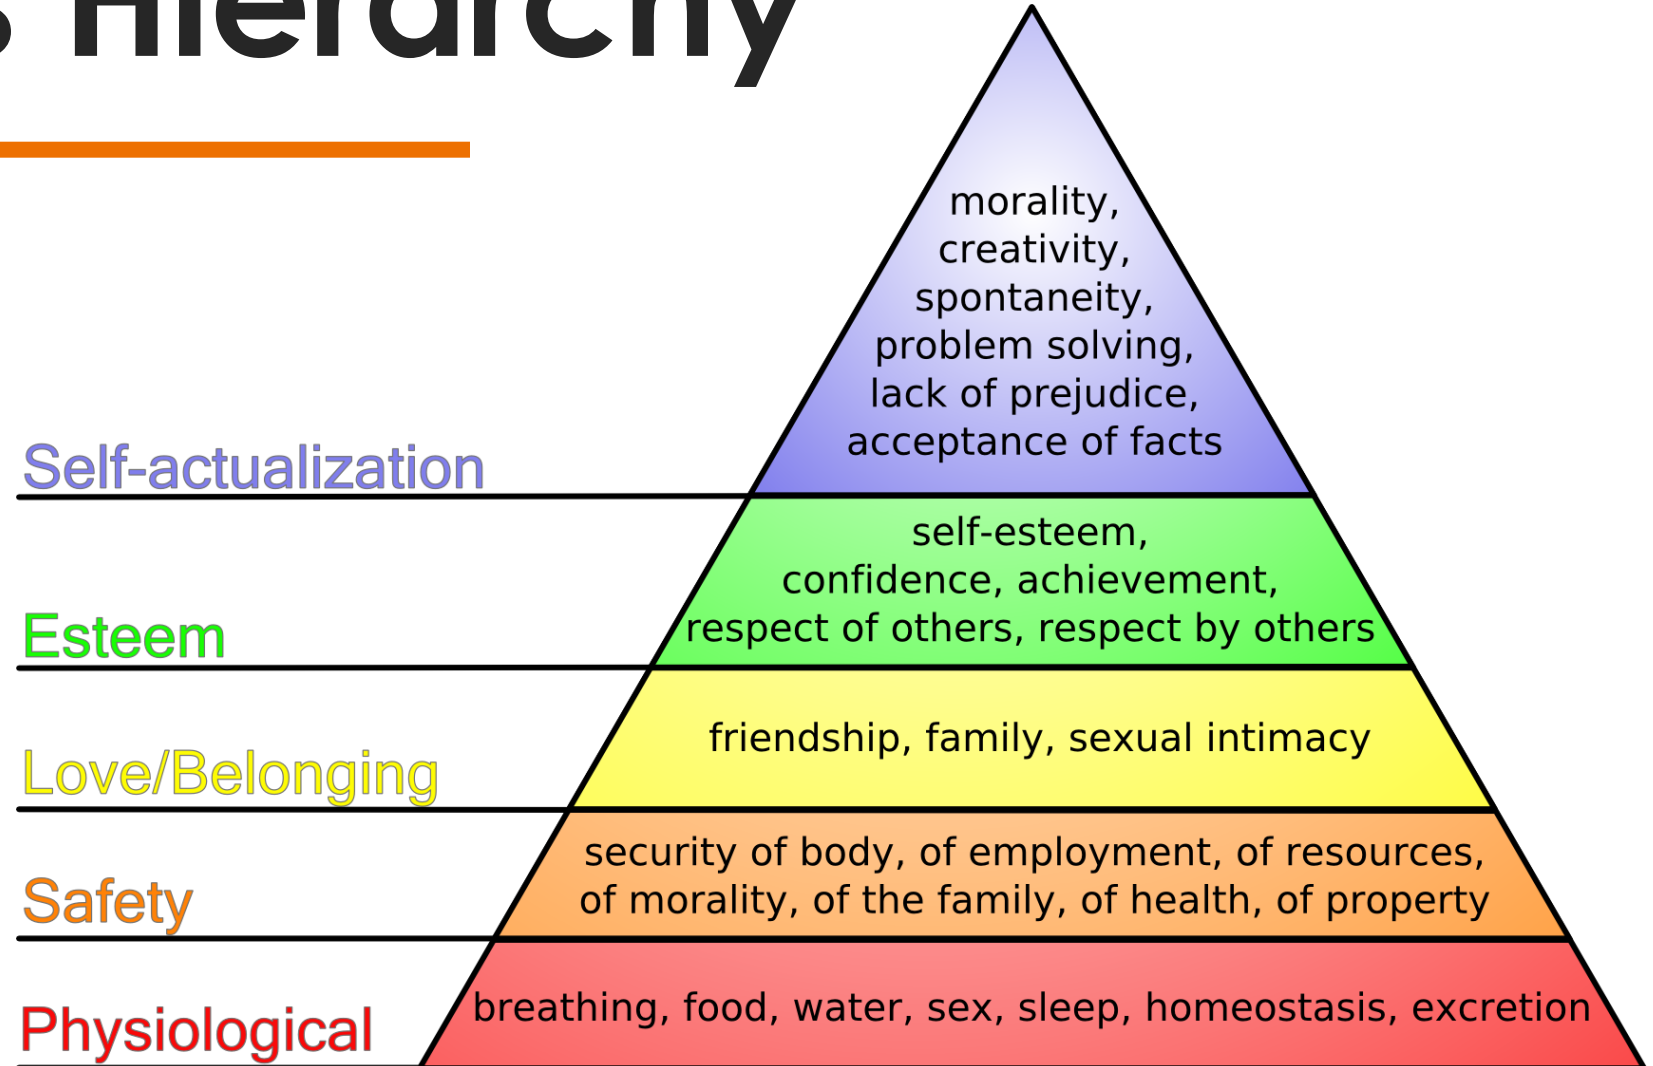 s Hierarchy
morality,
creativity,
spontaneity,
problem solving,
lack of prejudice,
acceptance of facts
Self-actualization
self-esteem,
confidence, achievement,
respect of others, respect by others
Esteem
friendship, family, sexual intimacy
Love/Belonging
security of body, of employment, of resources,
of morality, of the family, of health, of property
Safety
breathing, food, water, sex, sleep, homeostasis, excretion
Physiological